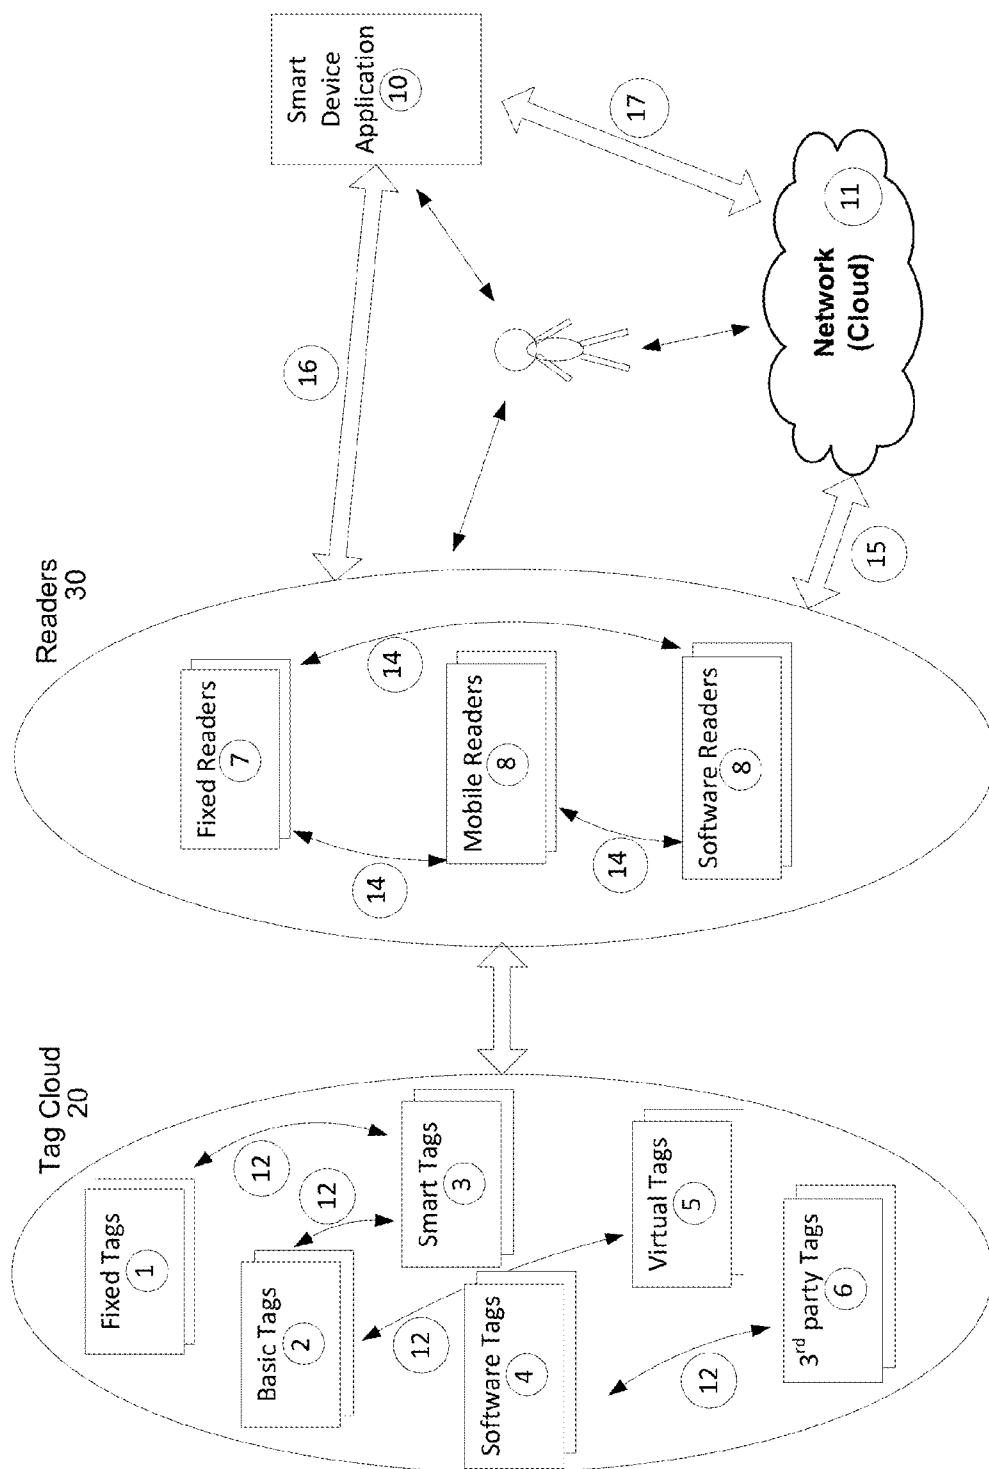 Tag Cloud
20
Fixed Tags
1
12
Basic Tags
2
12
Smart Tags
3
12
Software Tags
4
Virtual Tags
5
12
3rd party Tags
6
Readers
30
Fixed Readers
7
14
14
Mobile Readers
8
14
Software Readers
8
16
15
Smart
Device
Application
10
17
Network
(Cloud)
11